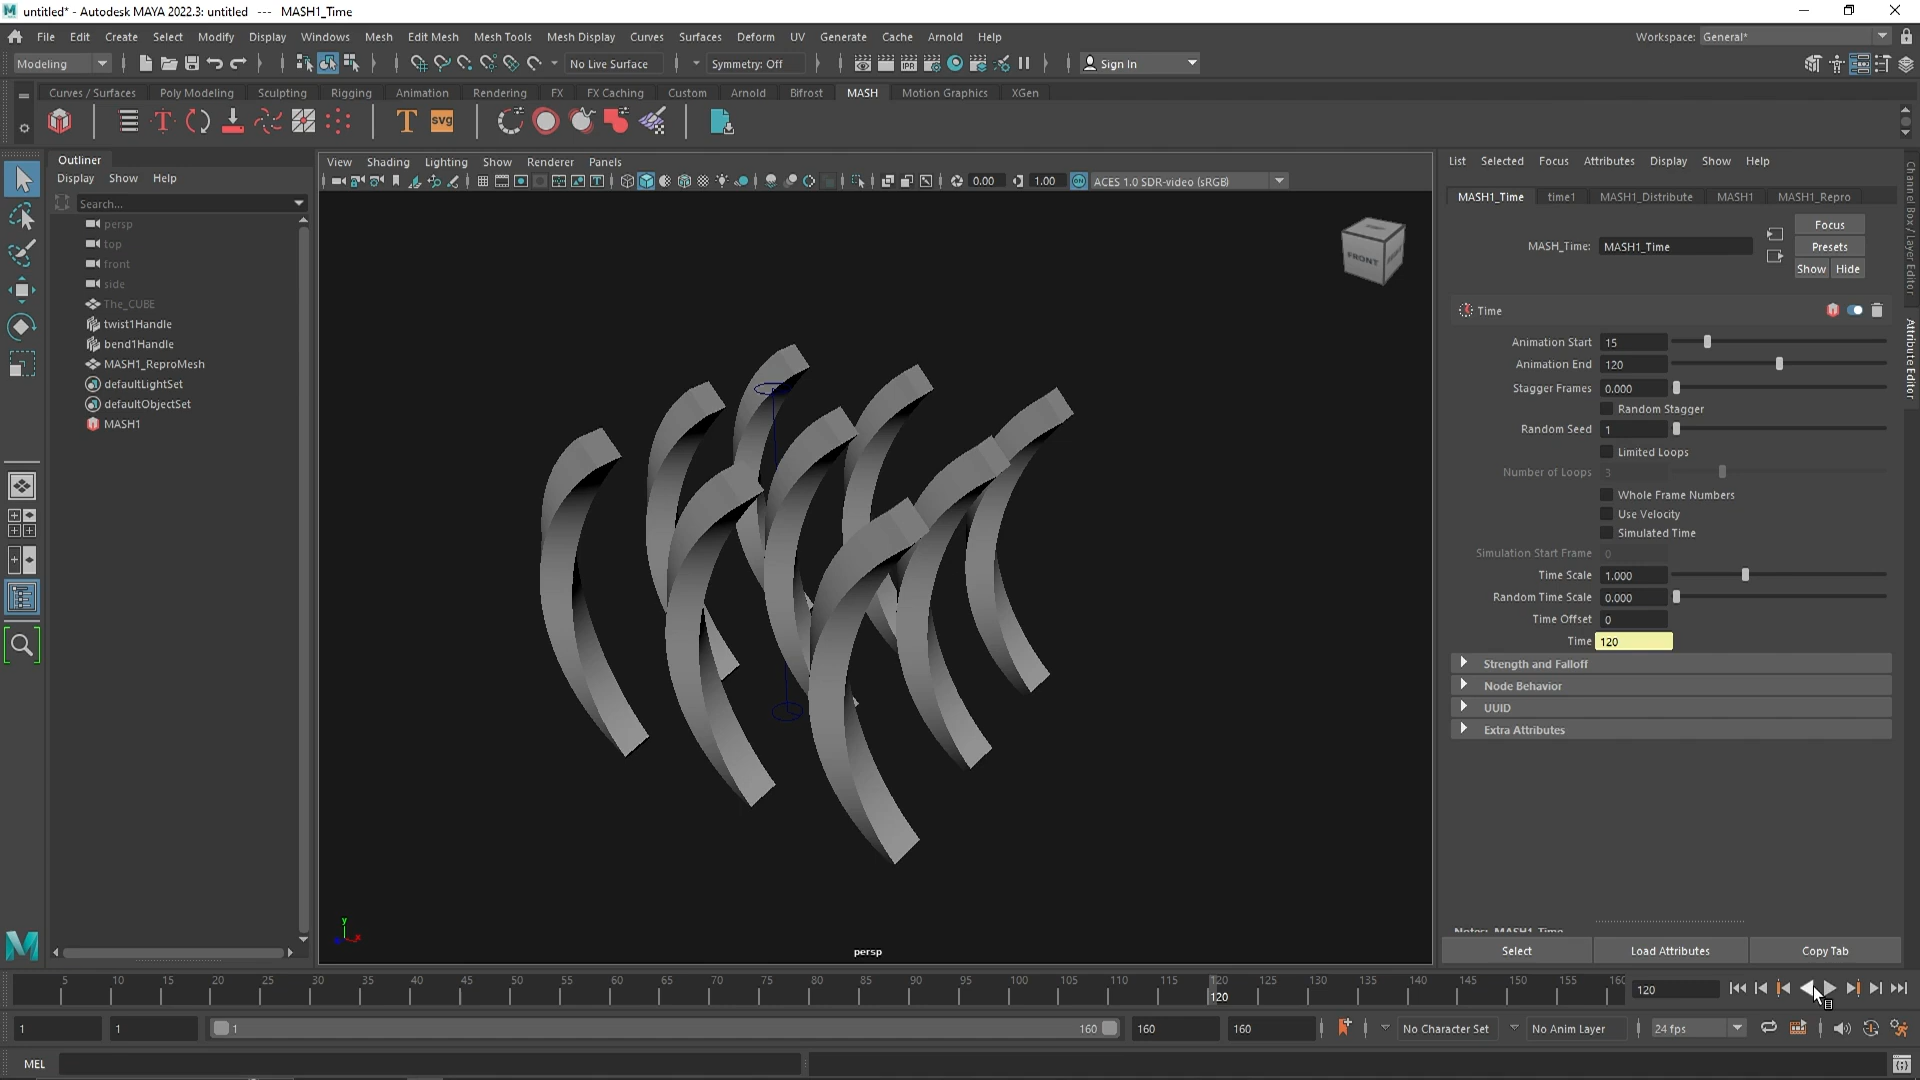 untitled* - Autodesk MAYA 2022.3: untitled --- MASH1_Time
File Edit Create Select Modify Display Windows Mesh Edit Mesh Mesh Tools Mesh Display Curves Surfaces Deform UV Generate Cache Arnold Help
Workspace: General*
Modeling No Live Surface Symmetry: Off Sign In
Curves / Surfaces Poly Modeling Sculpting Rigging Animation Rendering FX FX Caching Custom Arnold Bifrost MASH Motion Graphics XGen
T svg
Outliner
Display Show Help
Search...
persp
top
front
side
The_CUBE
twist1Handle
bend1Handle
MASH1_ReproMesh
defaultLightSet
defaultObjectSet
MASH1
View Shading Lighting Show Renderer Panels
0.00 1.00 ACES 1.0 SDR-video (sRGB)
FRONT
y
x
persp
List Selected Focus Attributes Display Show Help
MASH1_Time time1 MASH1_Distribute MASH1 MASH1_Repro
Focus
MASH_Time: MASH1_Time
Presets
Show Hide
Time
Animation Start 15
Animation End 120
Stagger Frames 0.000
Random Stagger
Random Seed 1
Limited Loops
Number of Loops 3
Whole Frame Numbers
Use Velocity
Simulated Time
Simulation Start Frame 0
Time Scale 1.000
Random Time Scale 0.000
Time Offset 0
Time 120
Strength and Falloff
Node Behavior
UUID
Extra Attributes
Notes: MASH1_Time
Select Load Attributes Copy Tab
Channel Box / Layer Editor
Attribute Editor
5 10 15 20 25 30 35 40 45 50 55 60 65 70 75 80 85 90 95 100 105 110 115 120 125 130 135 140 145 150 155 160
120
120
1 1 1 160 160 160 No Character Set No Anim Layer 24 fps
MEL